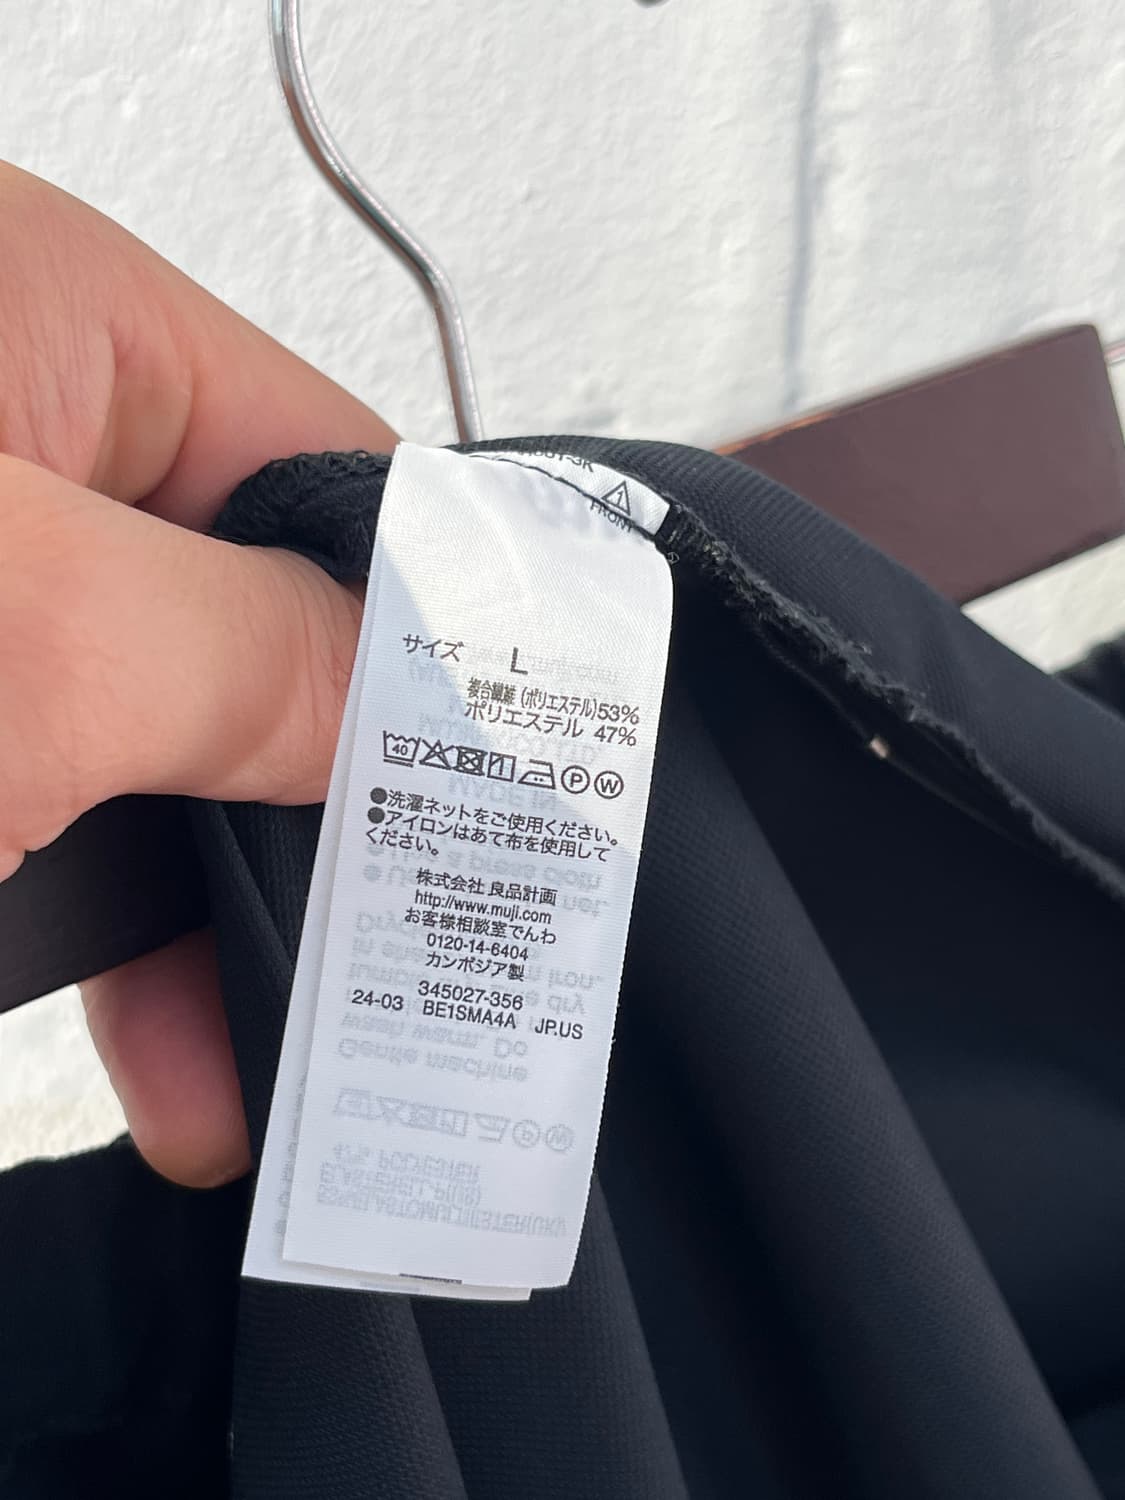 FRONT
サイズ L
複合繊維(ポリエステル)53%
ポリエステル 47%
40 P W
●洗濯ネットをご使用ください。
●アイロンはあて布を使用して
ください。
株式会社 良品計画
http://www.muji.com
お客様相談室でんわ
0120-14-6404
カンボジア製
345027-356
24-03 BE1SMA4A JP.US